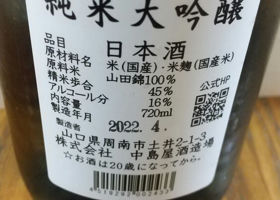 純米大吟醸
品目 日本酒
原材料名 米(国産)・米麹(国産米)
原料米 山田錦100%
精米歩合 45%
アルコール分 16%
内容量 720ml
製造年月 2022.4.
製造者
山口県周南市土井2-1-3
株式会社 中島屋酒造場
☆お酒は20歳になってから。
公式HP